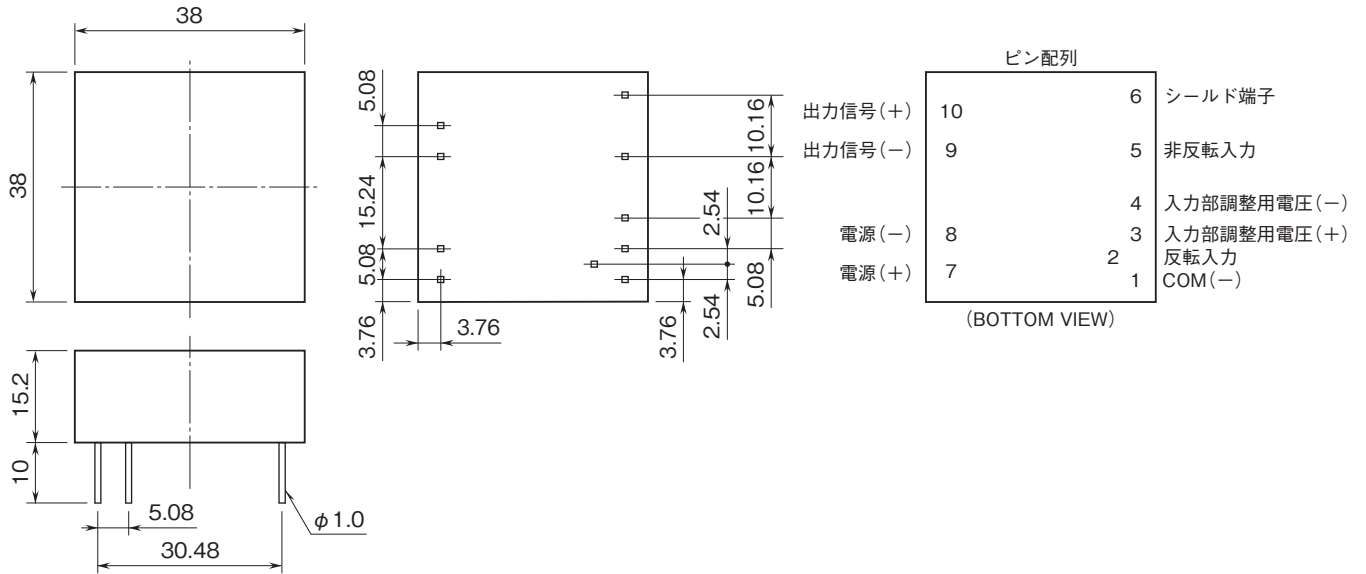 38
38
15.2
10
5.08
30.48
φ1.0
5.08
15.24
5.08
3.76
3.76
10.16
10.16
2.54
5.08
2.54
3.76
ピン配列
出力信号(+) 10
出力信号(−) 9
電源(−) 8
電源(+) 7
6 シールド端子
5 非反転入力
4 入力部調整用電圧(−)
3 入力部調整用電圧(+)
2 反転入力
1 COM(−)
(BOTTOM VIEW)